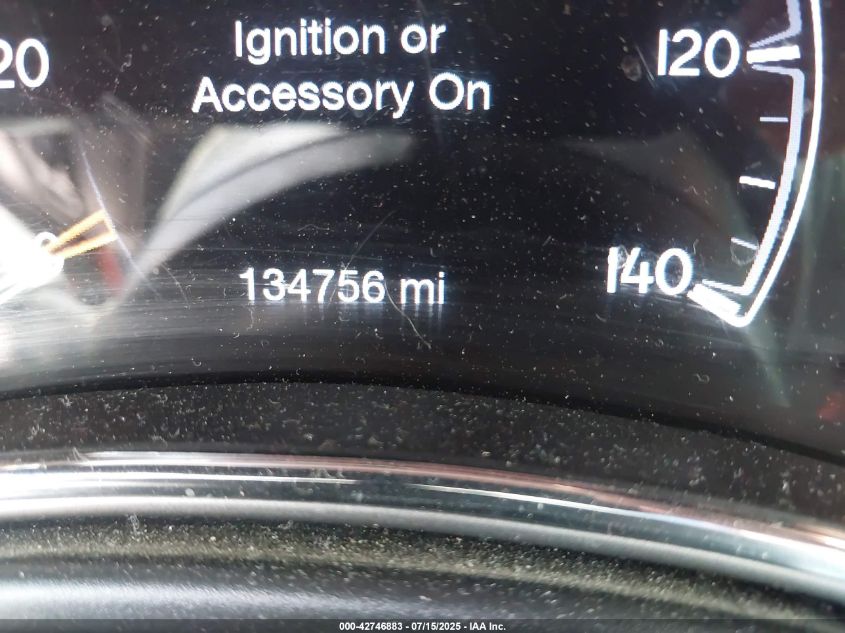 Ignition or
Accessory On
20
120
140
134756 mi
000-42746883 - 07/15/2025 - IAA Inc.